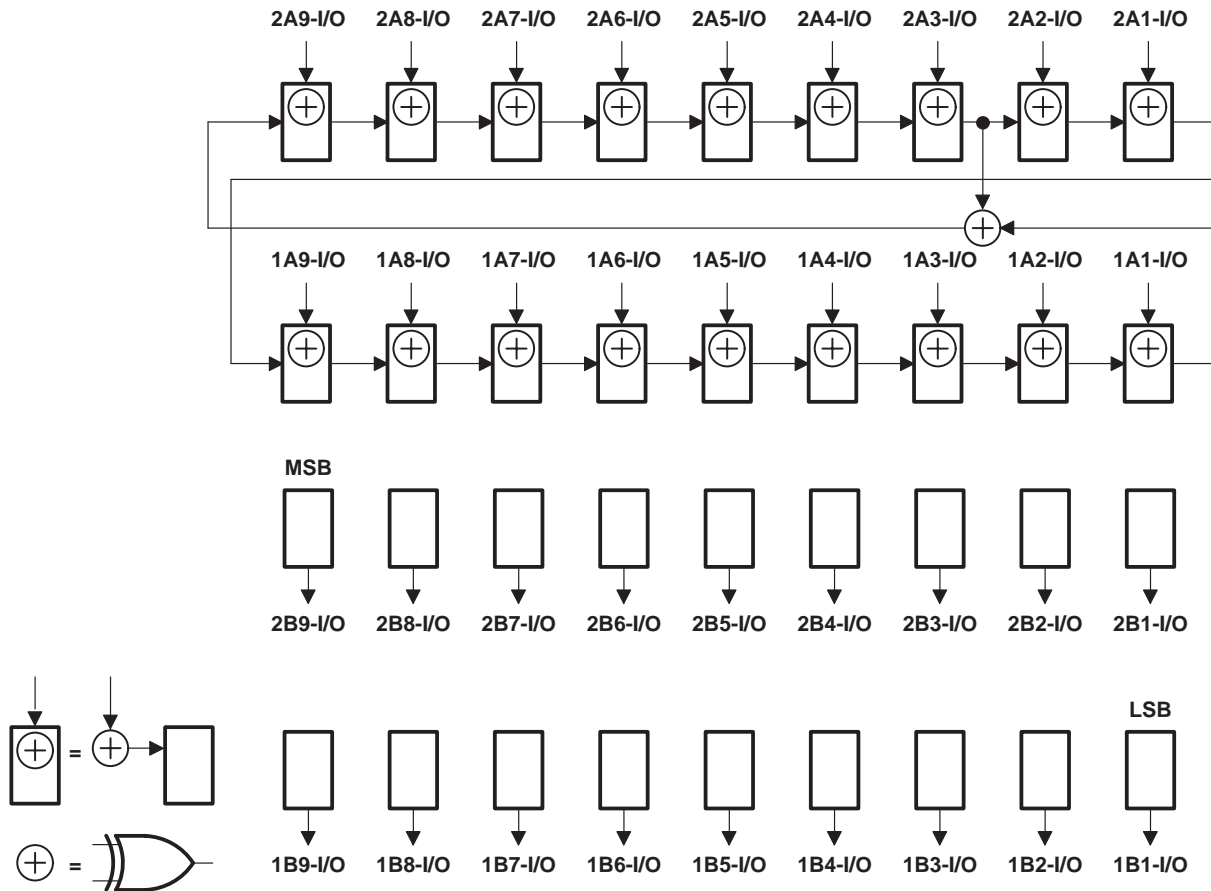 2A9-I/O 2A8-I/O 2A7-I/O 2A6-I/O 2A5-I/O 2A4-I/O 2A3-I/O 2A2-I/O 2A1-I/O
1A9-I/O 1A8-I/O 1A7-I/O 1A6-I/O 1A5-I/O 1A4-I/O 1A3-I/O 1A2-I/O 1A1-I/O
MSB
2B9-I/O 2B8-I/O 2B7-I/O 2B6-I/O 2B5-I/O 2B4-I/O 2B3-I/O 2B2-I/O 2B1-I/O
LSB
=
=
1B9-I/O 1B8-I/O 1B7-I/O 1B6-I/O 1B5-I/O 1B4-I/O 1B3-I/O 1B2-I/O 1B1-I/O